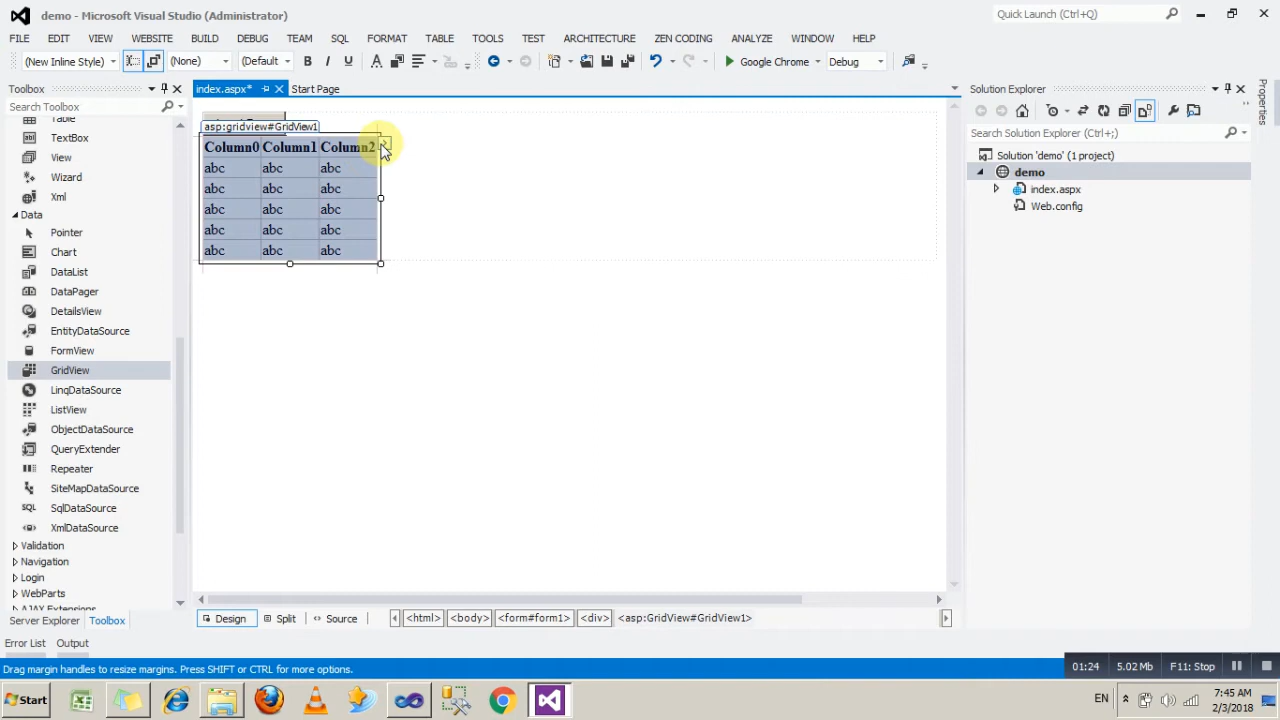 demo - Microsoft Visual Studio (Administrator)
Quick Launch (Ctrl+Q)
FILE EDIT VIEW WEBSITE BUILD DEBUG TEAM SQL FORMAT TABLE TOOLS TEST ARCHITECTURE ZEN CODING ANALYZE WINDOW HELP
(New Inline Style) (None) (Default B I U A Google Chrome Debug
Toolbox
index.aspx* Start Page
Solution Explorer
Search Toolbox
Table
TextBox
View
Wizard
Xml
Data
Pointer
Chart
DataList
DataPager
DetailsView
EntityDataSource
FormView
GridView
LinqDataSource
ListView
ObjectDataSource
QueryExtender
Repeater
SiteMapDataSource
SQL SqlDataSource
XmlDataSource
Validation
Navigation
Login
WebParts
AJAX Extensions
Server Explorer Toolbox
asp:gridview#GridView1
Column0 Column1 Column2
abc abc abc
abc abc abc
abc abc abc
abc abc abc
abc abc abc
Design Split Source <html> <body> <form#form1> <div> <asp:GridView#GridView1>
Search Solution Explorer (Ctrl+;)
Solution 'demo' (1 project)
demo
index.aspx
Web.config
Properties
Error List Output
Drag margin handles to resize margins. Press SHIFT or CTRL for more options.
01:24 5.02 Mb F11: Stop
Start
EN
7:45 AM
2/3/2018